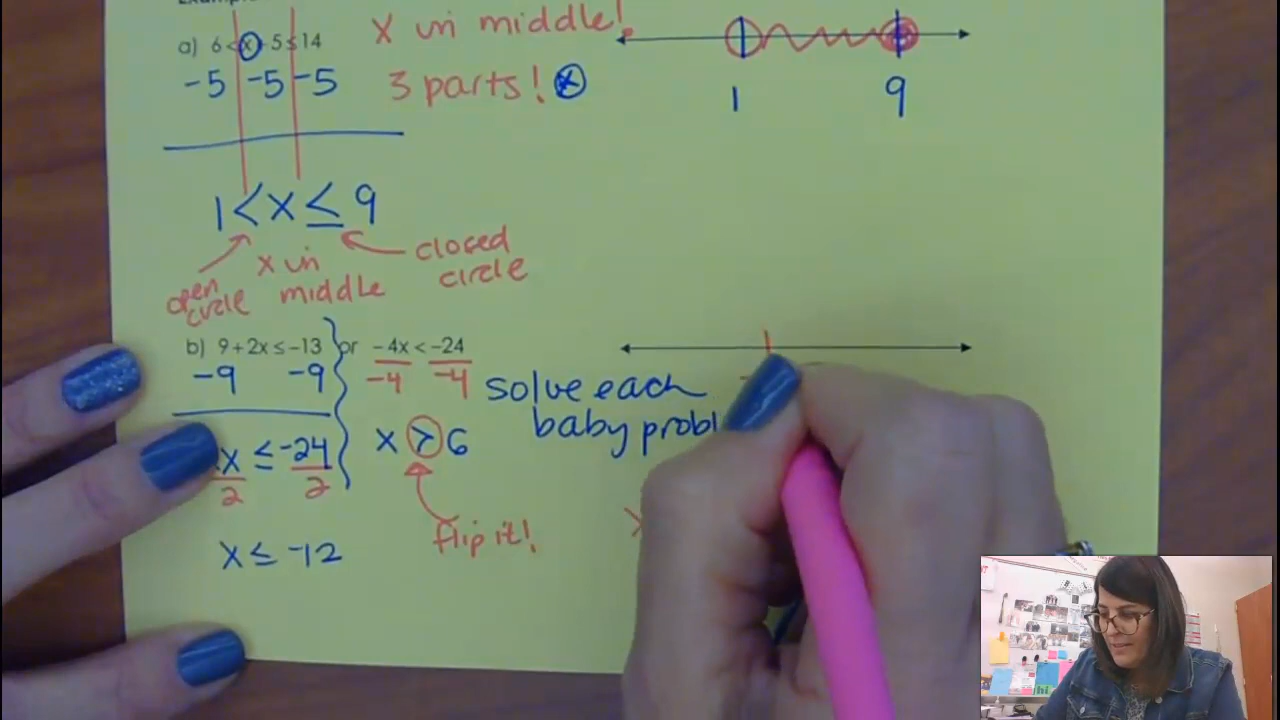 a) 6 < x + 5 ≤ 14
-5 -5 -5
x in middle!
3 parts! x
1 9
1 < x ≤ 9
open circle
x in middle
closed circle
b) 9 + 2x ≤ -13 or -4x < -24
-9 -9
-4 -4
x ≤ -24
2 2
x > 6
solve each
baby probl
flip it!
x ≤ -12
hi